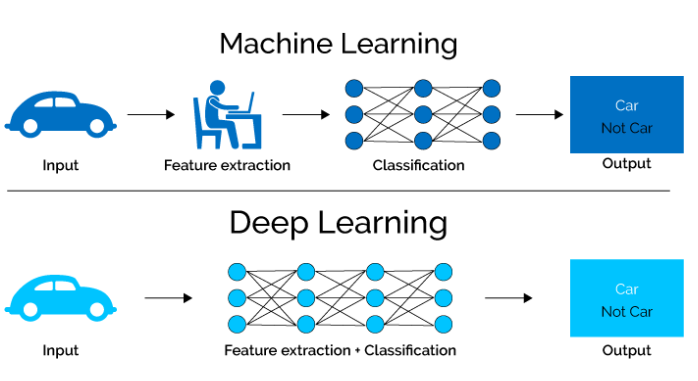 Machine Learning
Car
Not Car
Input
Feature extraction
Classification
Output
Deep Learning
Car
Not Car
Input
Feature extraction + Classification
Output